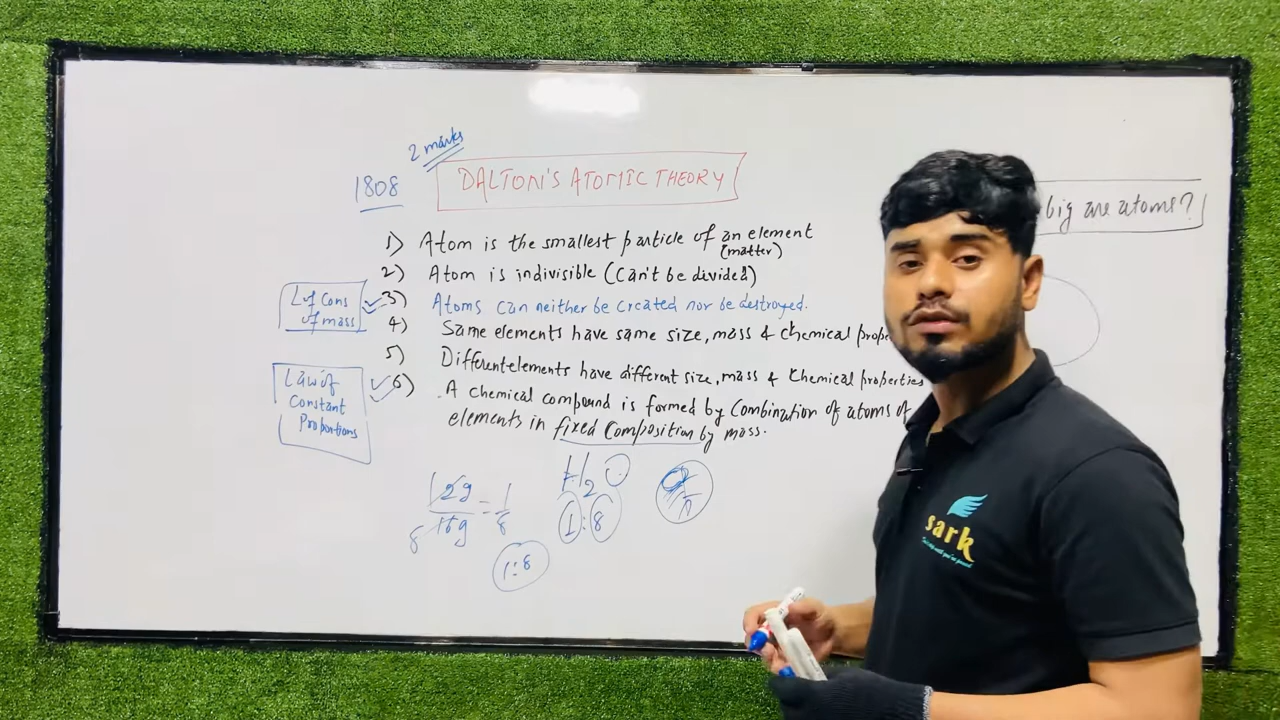 2 marks
1808
DALTON'S ATOMIC THEORY
big are atoms?
1) Atom is the smallest particle of an element
(matter)
2) Atom is indivisible (Can't be divided)
L of Cons
of mass
3) Atoms can neither be created nor be destroyed.
4) Same elements have same size, mass & chemical prope
5) Different elements have different size, mass & chemical properties
Law of
Constant
Proportions
6) A chemical compound is formed by combination of atoms of
elements in fixed composition by mass.
H2O
2g
16g
= 1
8
8
1:8
1:8
sark